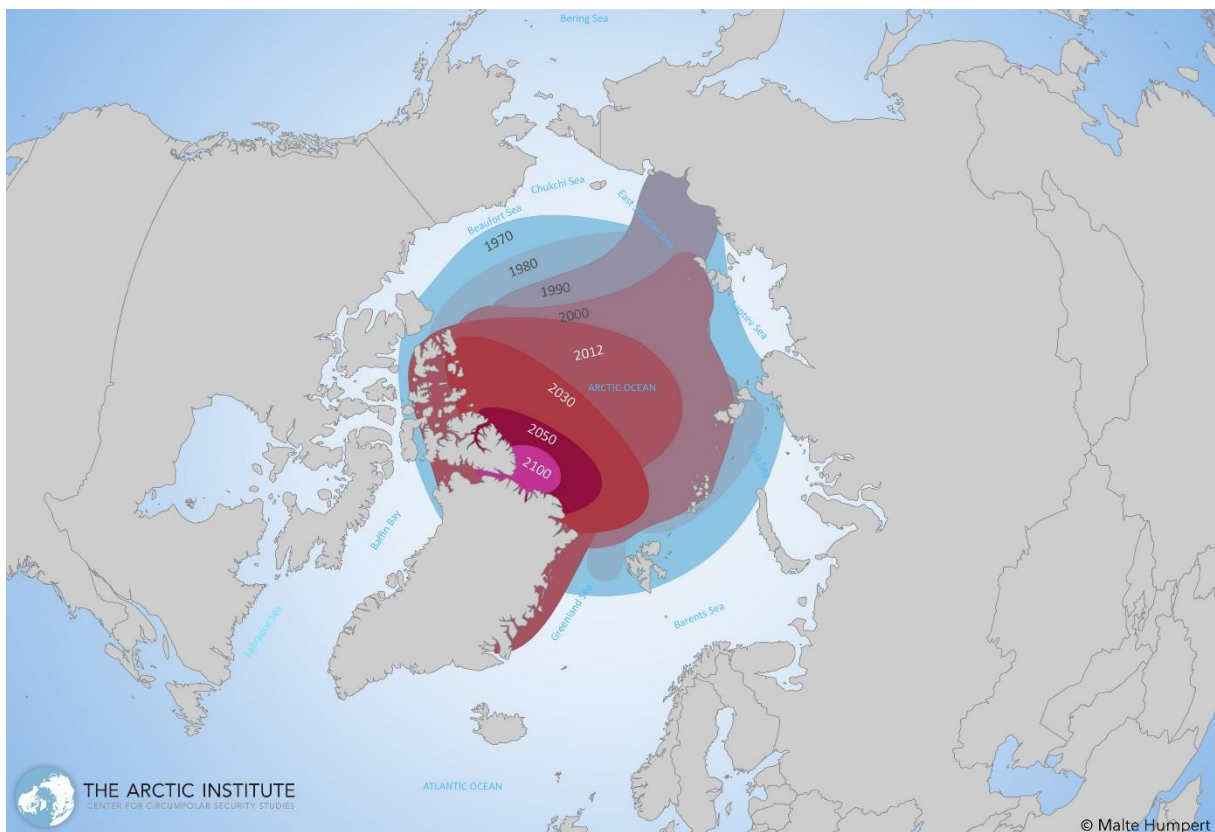 Bering Sea
Chukchi Sea
Beaufort Sea
East Siberian Sea
1970
1980
1990
2000
Laptev Sea
2012
ARCTIC OCEAN
2030
2050
Kara Sea
2100
Baffin Bay
Labrador Sea
Greenland Sea
Barents Sea
ATLANTIC OCEAN
THE ARCTIC INSTITUTE
CENTER FOR CIRCUMPOLAR SECURITY STUDIES
© Malte Humpert